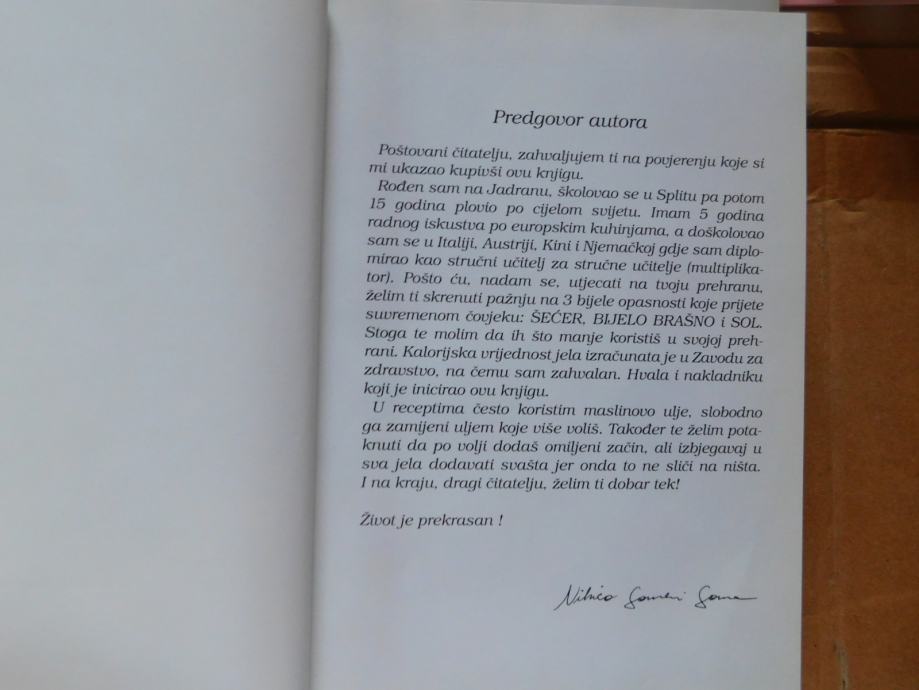 Predgovor autora
Poštovani čitatelju, zahvaljujem ti na povjerenju koje si
mi ukazao kupivši ovu knjigu.
Rođen sam na Jadranu, školovao se u Splitu pa potom
15 godina plovio po cijelom svijetu. Imam 5 godina
radnog iskustva po europskim kuhinjama, a doškolovao
sam se u Italiji, Austriji, Kini i Njemačkoj gdje sam diplo-
mirao kao stručni učitelj za stručne učitelje (multiplika-
tor). Pošto ću, nadam se, utjecati na tvoju prehranu,
želim ti skrenuti pažnju na 3 bijele opasnosti koje prijete
suvremenom čovjeku: ŠEĆER, BIJELO BRAŠNO i SOL.
Stoga te molim da ih što manje koristiš u svojoj preh-
rani. Kalorijska vrijednost jela izračunata je u Zavodu za
zdravstvo, na čemu sam zahvalan. Hvala i nakladniku
koji je inicirao ovu knjigu.
U receptima često koristim maslinovo ulje, slobodno
ga zamijeni uljem koje više voliš. Također te želim pota-
knuti da po volji dodaš omiljeni začin, ali izbjegavaj u
sva jela dodavati svašta jer onda to ne sliči na ništa.
I na kraju, dragi čitatelju, želim ti dobar tek!
Život je prekrasan !